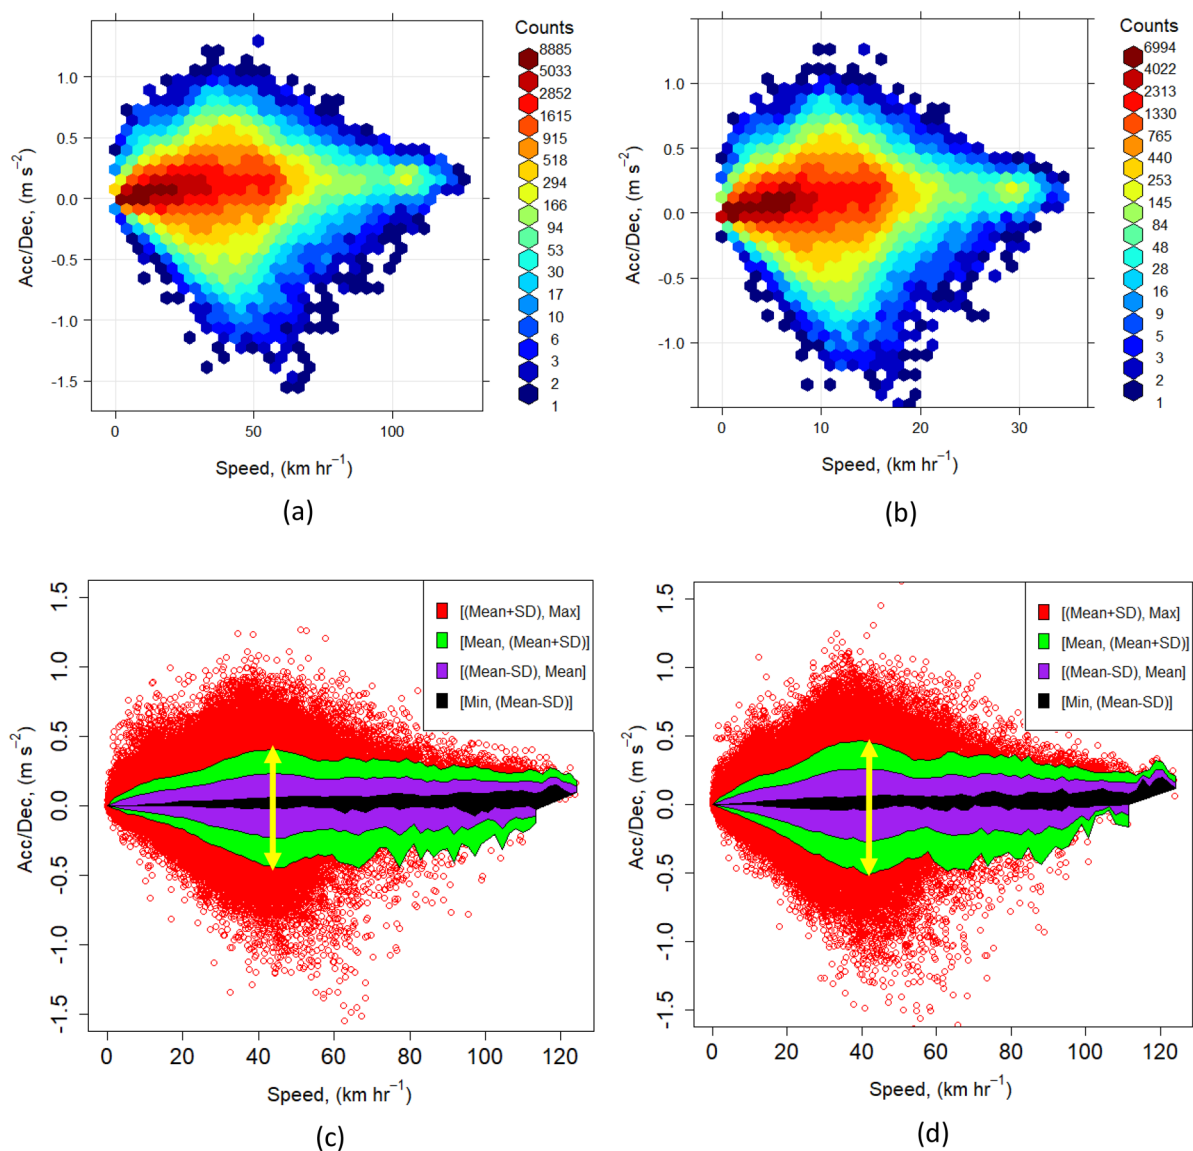 Counts
8885
5033
2852
1615
915
518
294
166
94
53
30
17
10
6
3
2
1
1.0
0.5
0.0
-0.5
-1.0
-1.5
Acc/Dec, (m s⁻²)
0 50 100
Speed, (km hr⁻¹)
(a)
Counts
6994
4022
2313
1330
765
440
253
145
84
48
28
16
9
5
3
2
1
1.0
0.5
0.0
-0.5
-1.0
Acc/Dec, (m s⁻²)
0 10 20 30
Speed, (km hr⁻¹)
(b)
[(Mean+SD), Max]
[Mean, (Mean+SD)]
[(Mean-SD), Mean]
[Min, (Mean-SD)]
1.5
1.0
0.5
0.0
-0.5
-1.0
-1.5
Acc/Dec, (m s⁻²)
0 20 40 60 80 100 120
Speed, (km hr⁻¹)
(c)
[(Mean+SD), Max]
[Mean, (Mean+SD)]
[(Mean-SD), Mean]
[Min, (Mean-SD)]
1.5
1.0
0.5
0.0
-0.5
-1.0
-1.5
Acc/Dec, (m s⁻²)
0 20 40 60 80 100 120
Speed, (km hr⁻¹)
(d)